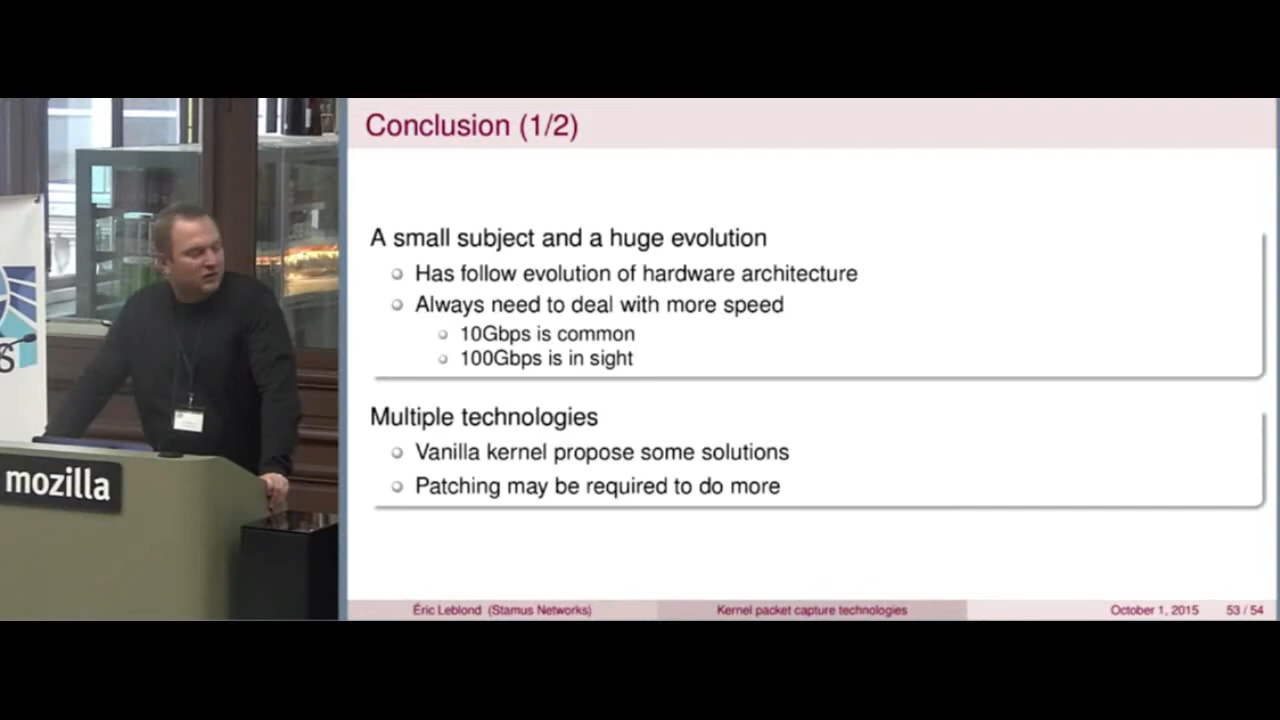 Conclusion (1/2)
A small subject and a huge evolution
Has follow evolution of hardware architecture
Always need to deal with more speed
10Gbps is common
100Gbps is in sight
Multiple technologies
Vanilla kernel propose some solutions
Patching may be required to do more
Éric Leblond (Stamus Networks)
Kernel packet capture technologies
October 1, 2015
53 / 54
mozilla